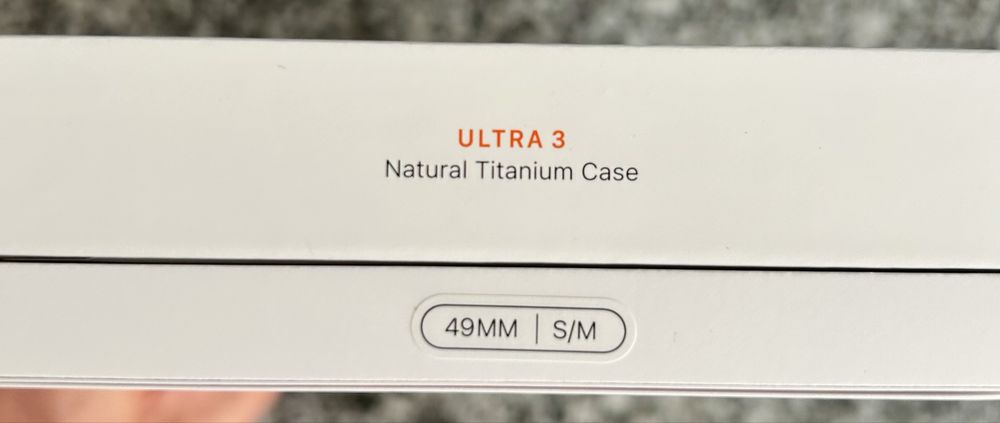 ULTRA 3
Natural Titanium Case
49MM | S/M